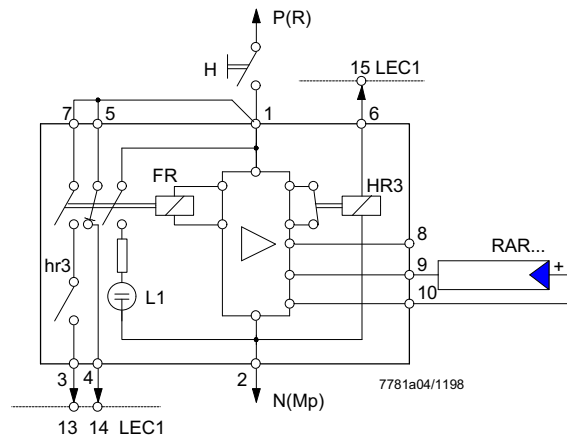 P(R)
H
15 LEC1
7 5 1 6
FR
HR3
8
RAR...
9
+
10
hr3
L1
3 4 2
7781a04/1198
N(Mp)
13 14 LEC1